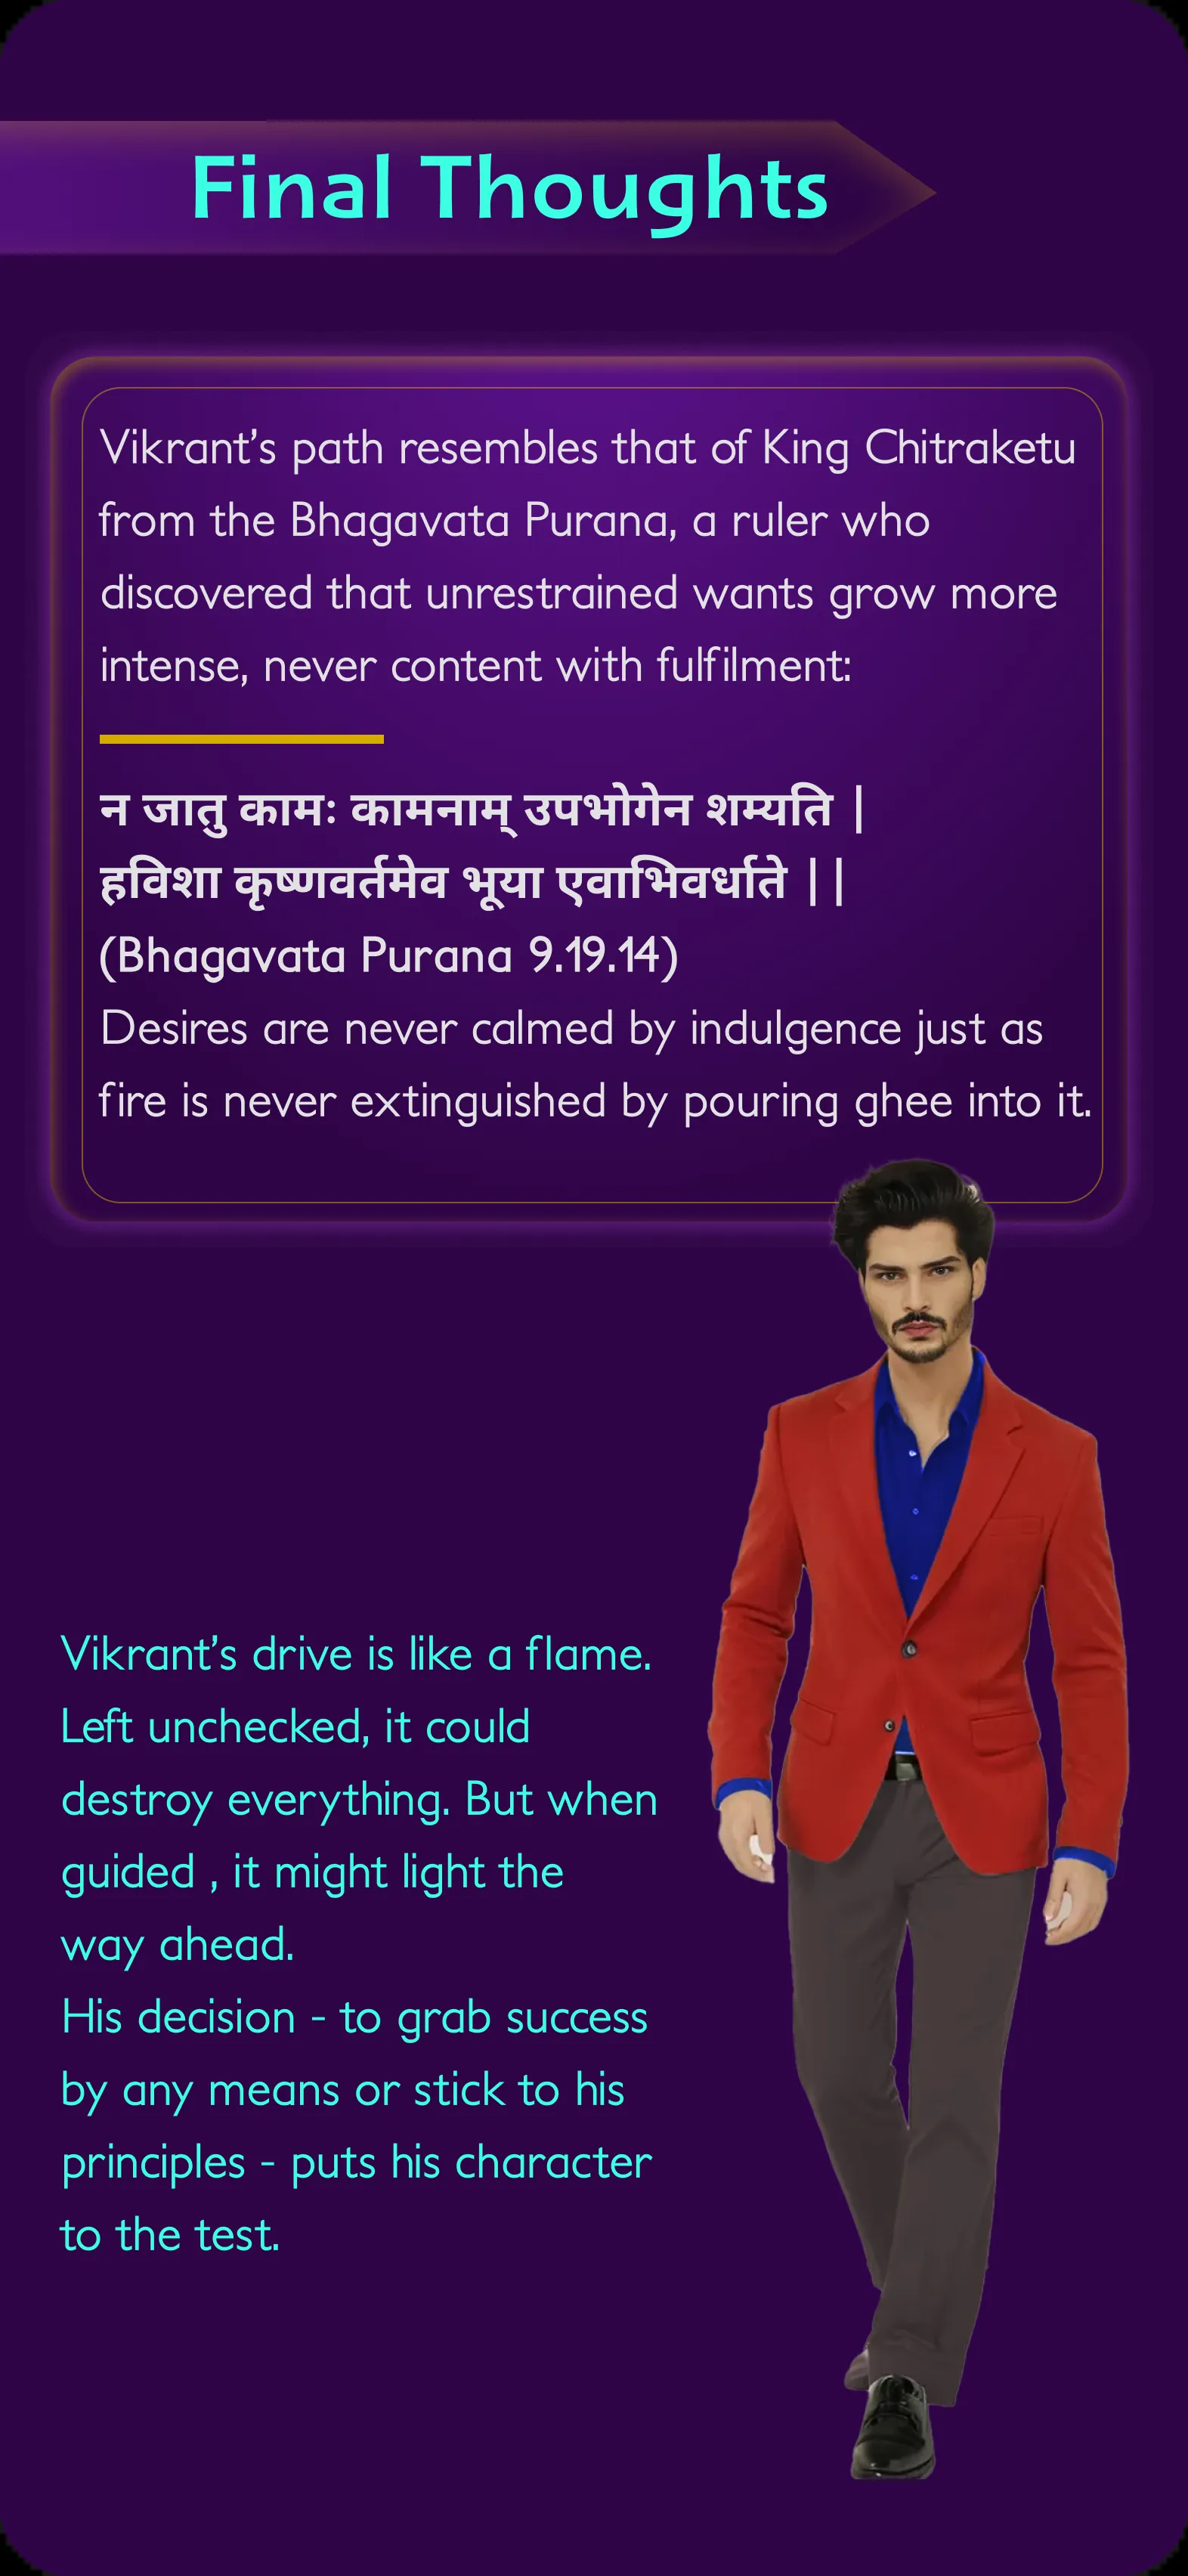 Final Thoughts
Vikrant’s path resembles that of King Chitraketu
from the Bhagavata Purana, a ruler who
discovered that unrestrained wants grow more
intense, never content with fulfilment:
न जातु कामः कामनाम् उपभोगेन शम्यति |
हविशा कृष्णवर्तमेव भूया एवाभिवर्धाते ||
(Bhagavata Purana 9.19.14)
Desires are never calmed by indulgence just as
fire is never extinguished by pouring ghee into it.
Vikrant’s drive is like a flame.
Left unchecked, it could
destroy everything. But when
guided , it might light the
way ahead.
His decision - to grab success
by any means or stick to his
principles - puts his character
to the test.